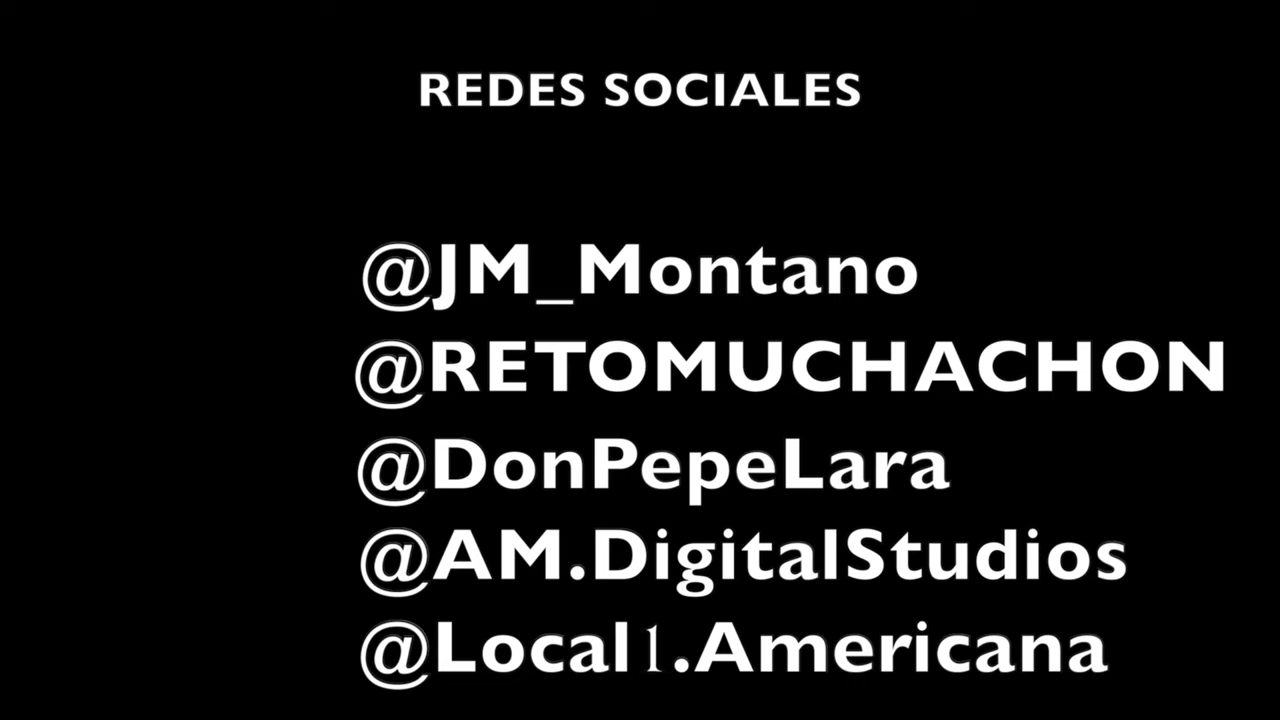 REDES SOCIALES
@JM_Montano
@RETOMUCHACHON
@DonPepeLara
@AM.DigitalStudios
@Local1.Americana